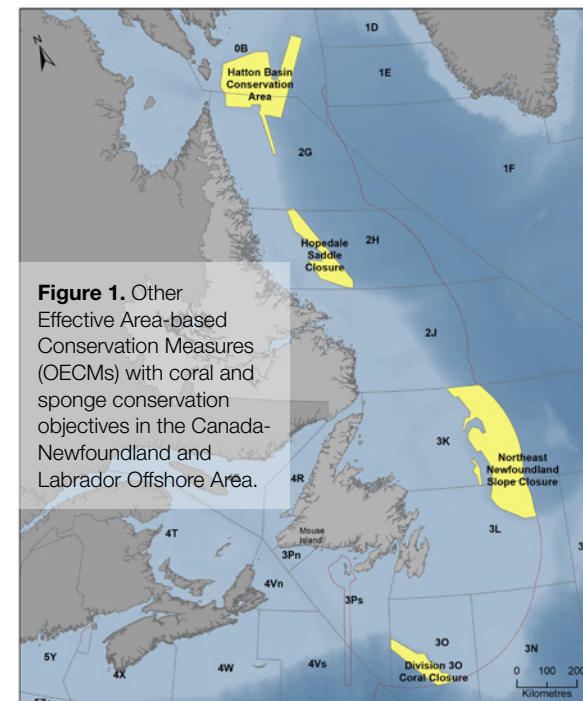 N
0B
1D
1E
Hatton Basin
Conservation
Area
2G
1F
Hopedale
Saddle
Closure
2H
Figure 1. Other
Effective Area-based
Conservation Measures
(OECMs) with coral and
sponge conservation
objectives in the Canada-
Newfoundland and
Labrador Offshore Area.
2J
3K
Northeast
Newfoundland
Slope Closure
4R
3L
4T
Mouse
Island
3Pn
4Vn
3Ps
3O
3N
5Y
4X
4W
4Vs
Division 3O
Coral Closure
0 100 200
Kilometres